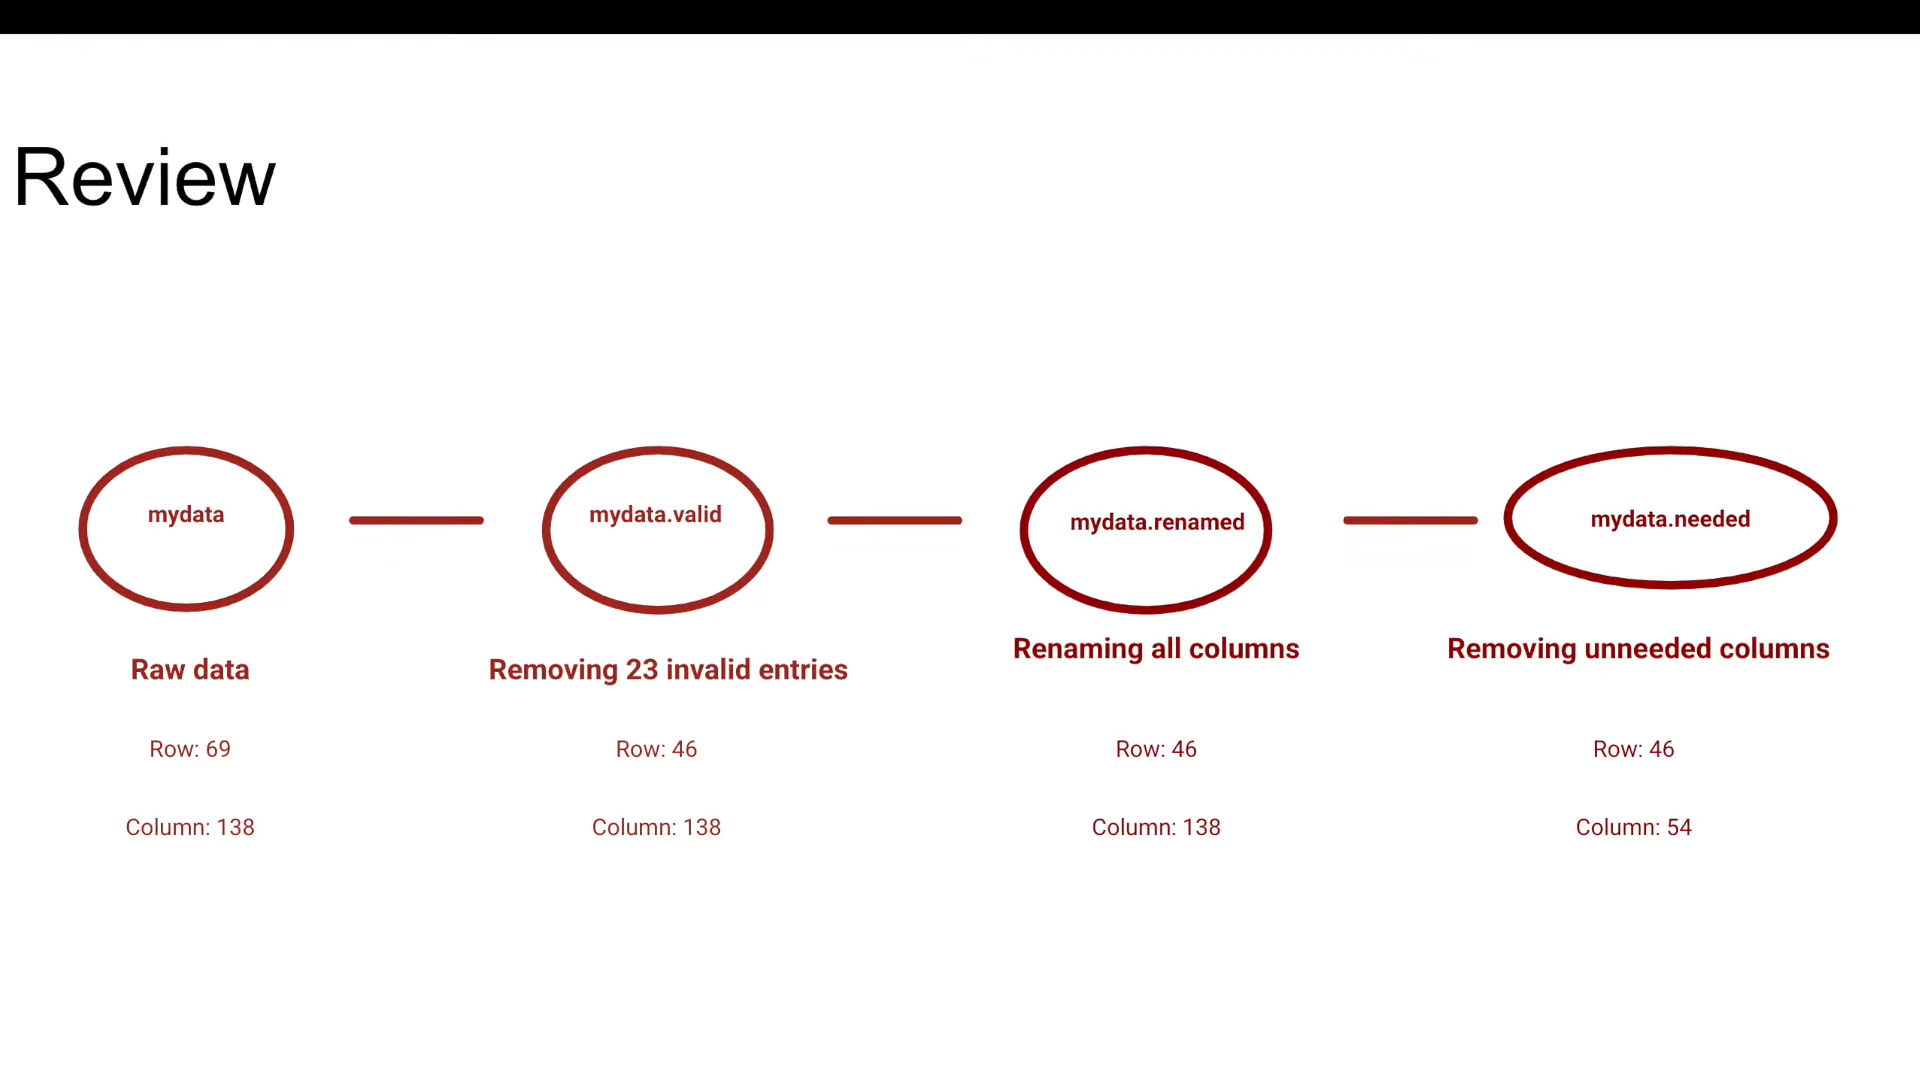 Review
mydata
mydata.valid
mydata.renamed
mydata.needed
Raw data
Removing 23 invalid entries
Renaming all columns
Removing unneeded columns
Row: 69
Row: 46
Row: 46
Row: 46
Column: 138
Column: 138
Column: 138
Column: 54